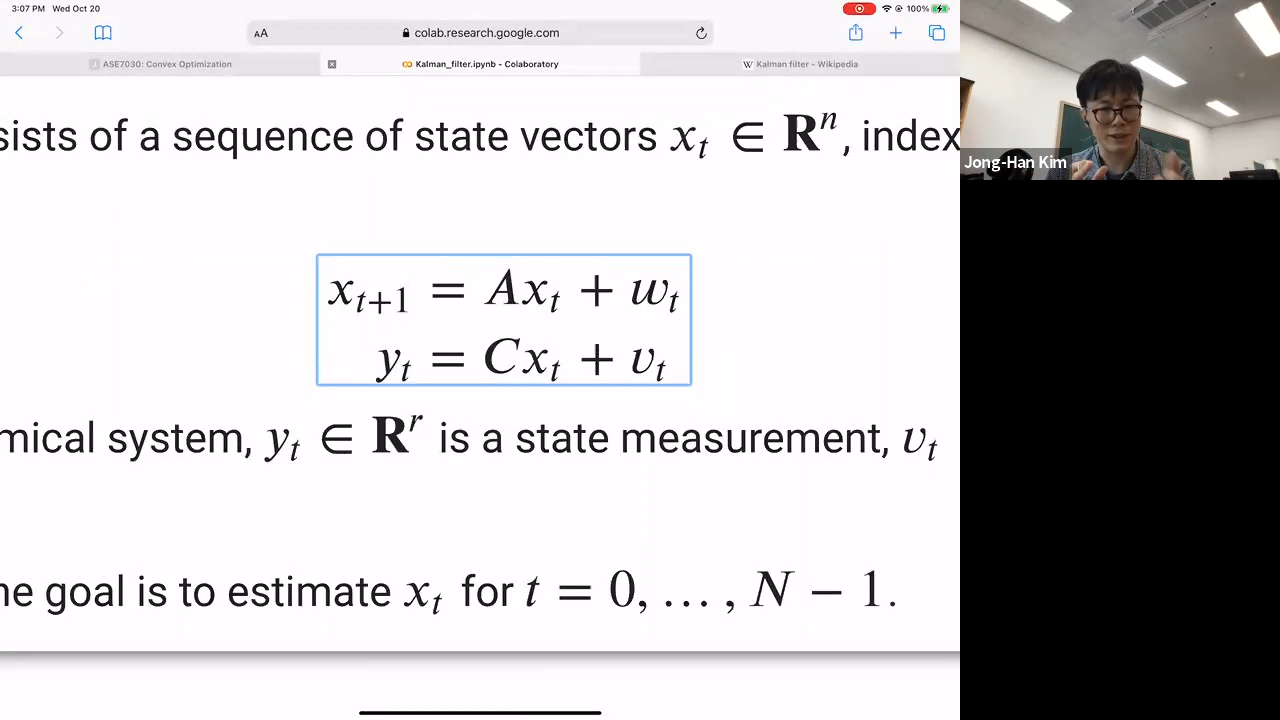 3:07 PM Wed Oct 20
100%
AA
colab.research.google.com
ASE7030: Convex Optimization
Kalman_filter.ipynb - Colaboratory
W Kalman filter - Wikipedia
sists of a sequence of state vectors xₜ ∈ Rⁿ, index
Jong-Han Kim
xₜ₊₁ = Axₜ + wₜ
yₜ = Cxₜ + vₜ
mical system, yₜ ∈ Rʳ is a state measurement, vₜ
he goal is to estimate xₜ for t = 0, … , N − 1.